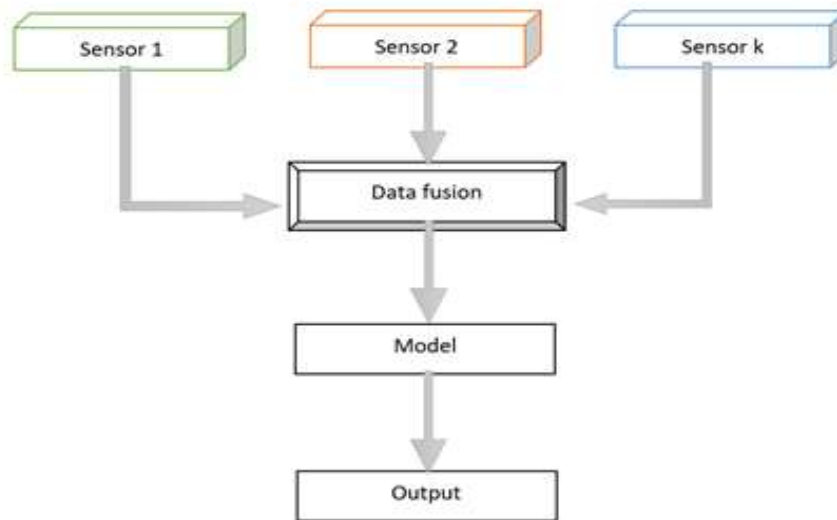 Sensor 1
Sensor 2
Sensor k
Data fusion
Model
Output